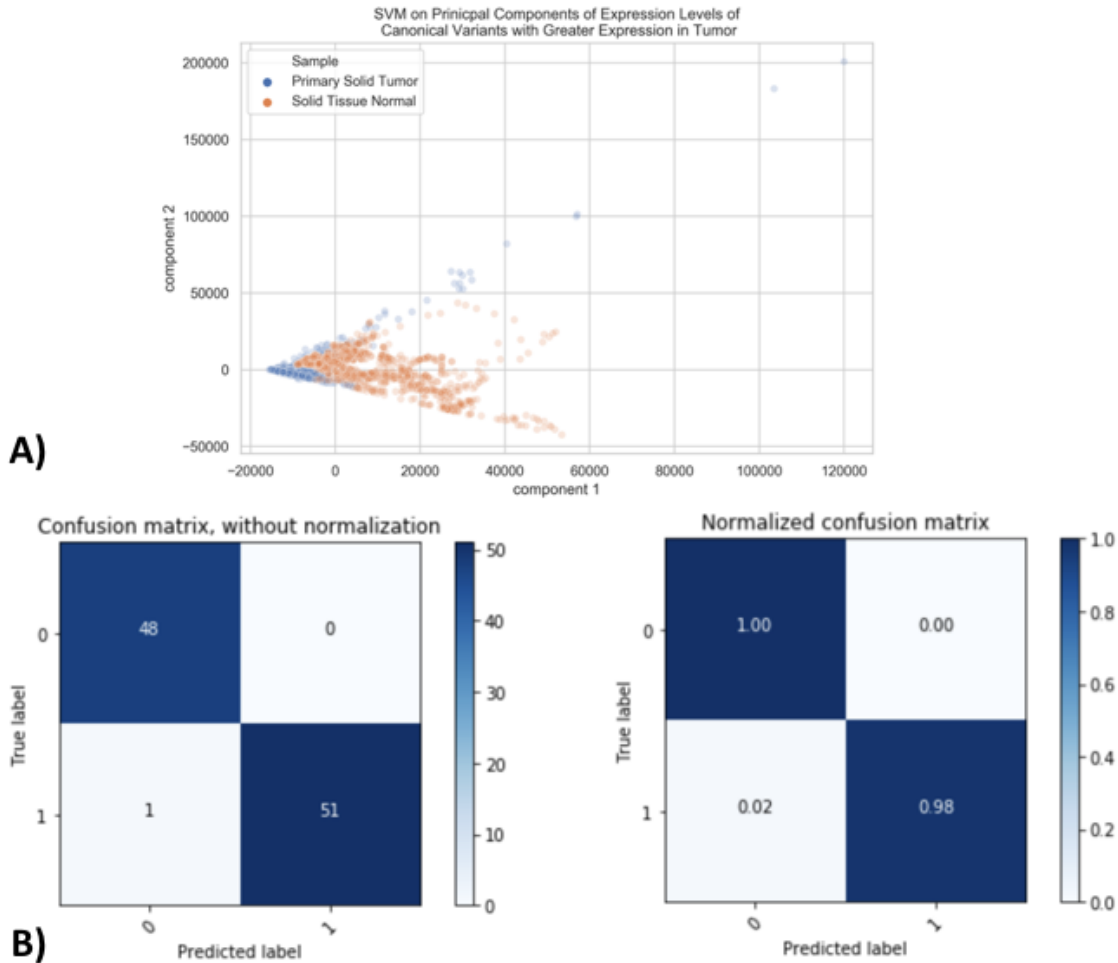 SVM on Prinicpal Components of Expression Levels of
Canonical Variants with Greater Expression in Tumor
Sample
Primary Solid Tumor
Solid Tissue Normal
200000
150000
100000
50000
0
−50000
component 2
−20000 0 20000 40000 60000 80000 100000 120000
component 1
A)
Confusion matrix, without normalization
48 0
1 51
0
1
True label
0 1
Predicted label
50
40
30
20
10
0
Normalized confusion matrix
1.00 0.00
0.02 0.98
0
1
True label
0 1
Predicted label
1.0
0.8
0.6
0.4
0.2
0.0
B)